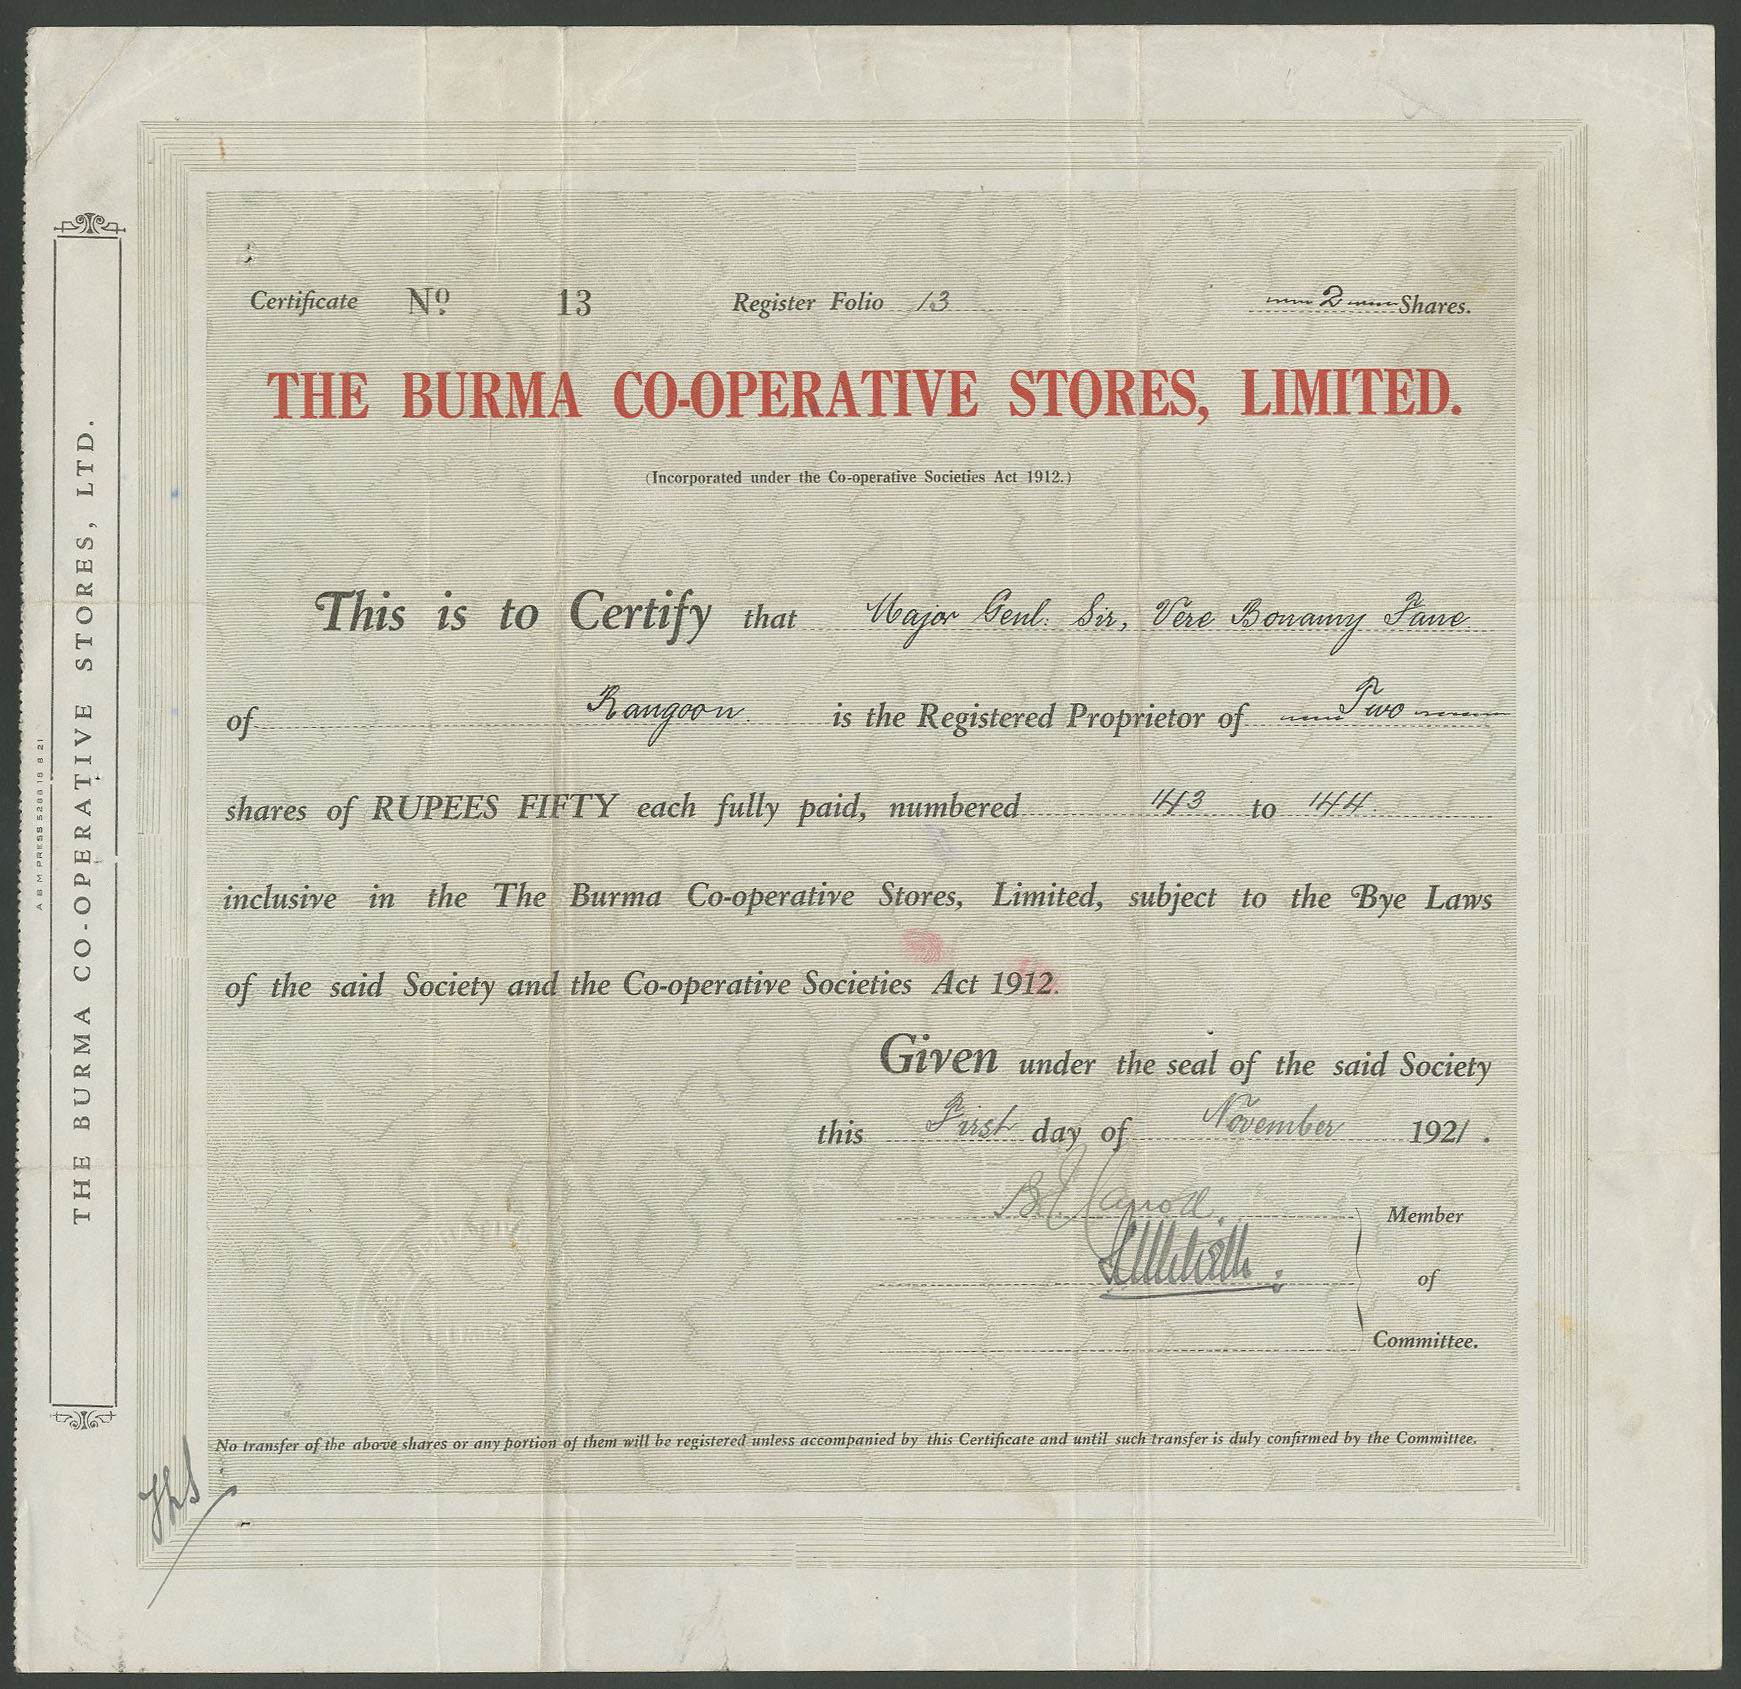 Certificate Nº. 13 Register Folio 13 2 Shares.
THE BURMA CO-OPERATIVE STORES, LIMITED.
(Incorporated under the Co-operative Societies Act 1912.)
This is to Certify that Major Genl. Sir, Vere Bonamy Fane
of Rangoon. is the Registered Proprietor of Two
shares of RUPEES FIFTY each fully paid, numbered 143 to 144.
inclusive in the The Burma Co-operative Stores, Limited, subject to the Bye Laws
of the said Society and the Co-operative Societies Act 1912.
Given under the seal of the said Society
this First day of November 1921.
Member
of
Committee.
No transfer of the above shares or any portion of them will be registered unless accompanied by this Certificate and until such transfer is duly confirmed by the Committee.
THE BURMA CO-OPERATIVE STORES, LTD.
A B M PRESS 5288 18 8 21